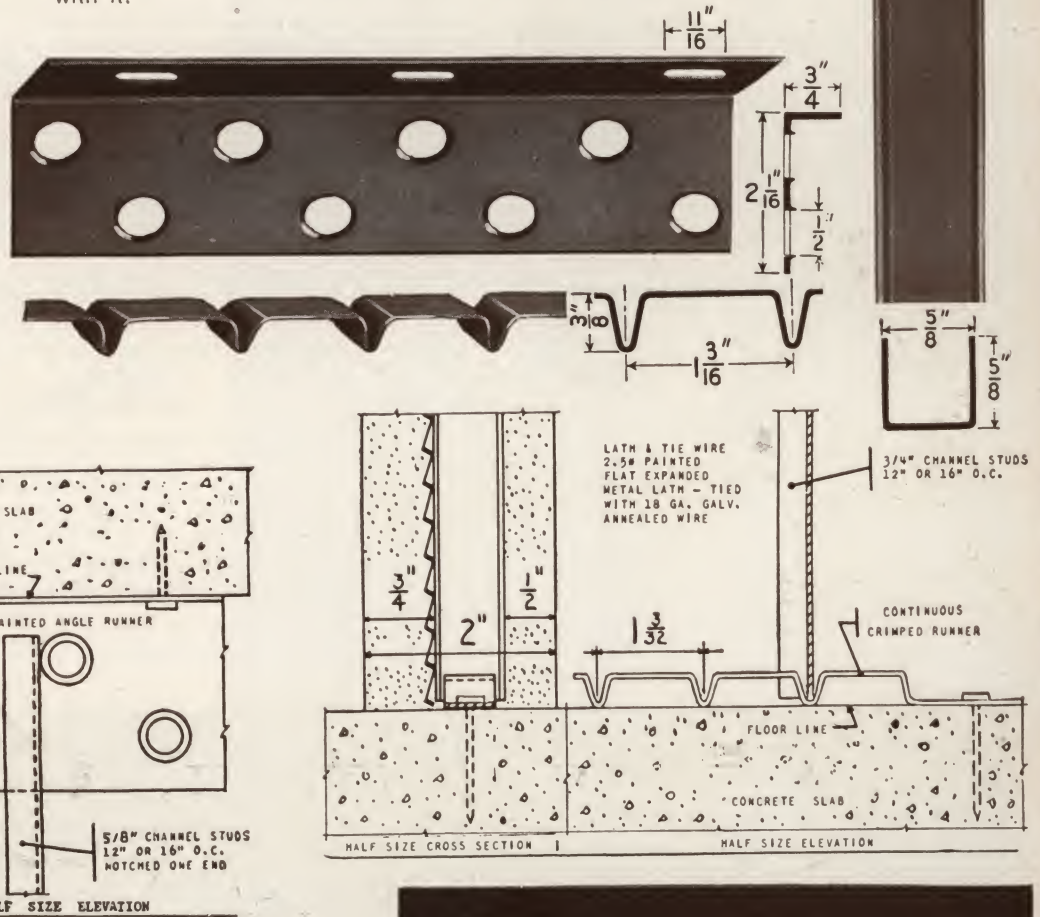 11/16"
3/4"
2 1/16"
1/2"
3/8"
1 3/16"
5/8"
5/8"
LATH & TIE WIRE
2.5# PAINTED
FLAT EXPANDED
METAL LATH - TIED
WITH 18 GA. GALV.
ANNEALED WIRE
3/4" CHANNEL STUDS
12" OR 16" O.C.
SLAB
LINE
ANGLE RUNNER
3/4"
1/2"
2"
1 3/32
CONTINUOUS
CRIMPED RUNNER
FLOOR LINE
CONCRETE SLAB
5/8" CHANNEL STUDS
12" OR 16" O.C.
NOTCHED ONE END
HALF SIZE CROSS SECTION
HALF SIZE ELEVATION
SIZE ELEVATION